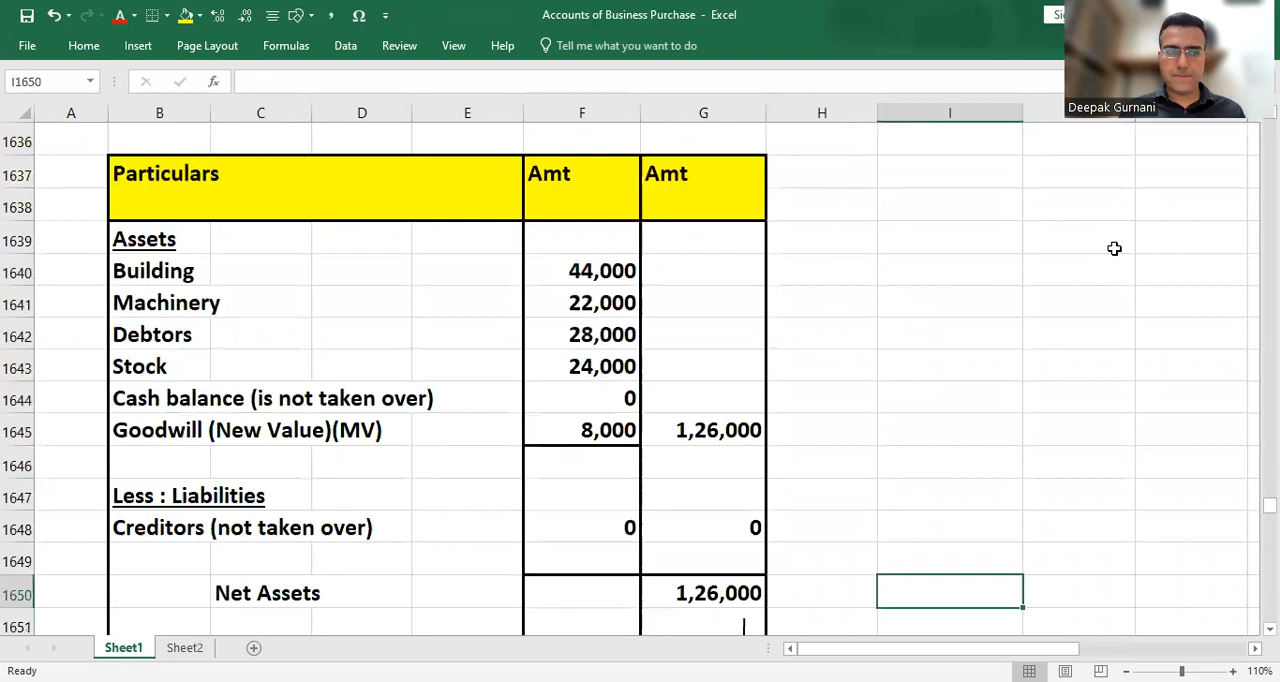 Accounts of Business Purchase - Excel
File Home Insert Page Layout Formulas Data Review View Help Tell me what you want to do
Deepak Gurnani
I1650 fx
A B C D E F G H I
1636
1637 Particulars Amt Amt
1638
1639 Assets
1640 Building 44,000
1641 Machinery 22,000
1642 Debtors 28,000
1643 Stock 24,000
1644 Cash balance (is not taken over) 0
1645 Goodwill (New Value)(MV) 8,000 1,26,000
1646
1647 Less : Liabilities
1648 Creditors (not taken over) 0 0
1649
1650 Net Assets 1,26,000
1651
Sheet1 Sheet2
Ready 110%